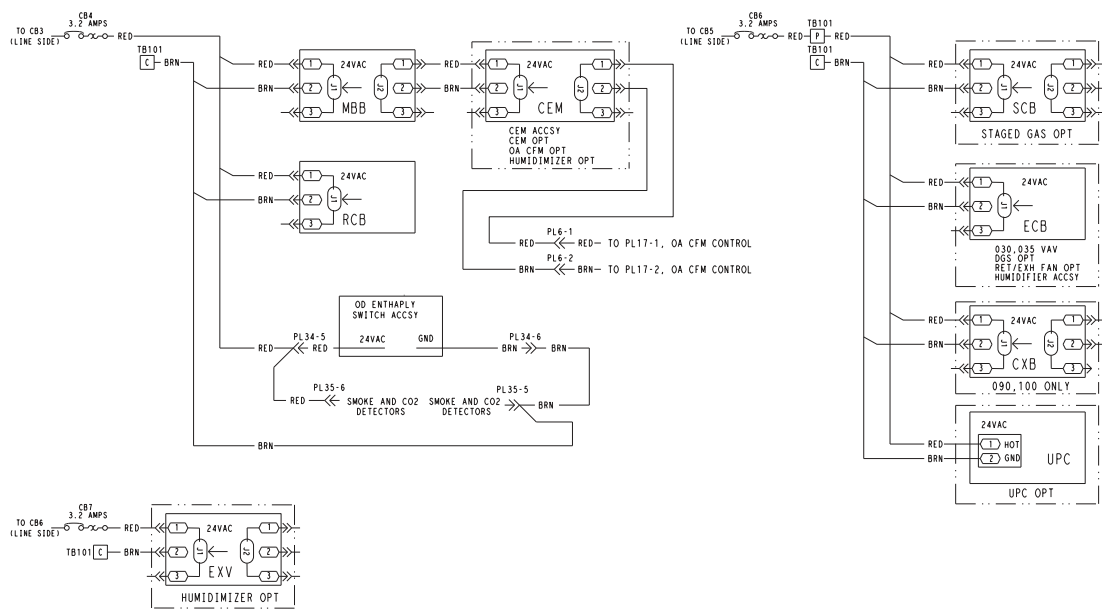 CB4
3.2 AMPS
TO CB3
(LINE SIDE)
RED
TB101
C
BRN
RED
1
24VAC
1
RED
1
24VAC
1
BRN
2
J1
J2
2
BRN
2
J1
J2
2
3
MBB
3
3
CEM
3
CEM ACCSY
CEM OPT
OA CFM OPT
HUMIDIMIZER OPT
RED
1
24VAC
BRN
2
J1
3
RCB
PL6-1
RED
RED
TO PL17-1, OA CFM CONTROL
PL6-2
BRN
BRN
TO PL17-2, OA CFM CONTROL
OD ENTHAPLY
SWITCH ACCSY
PL34-5
24VAC
GND
PL34-6
RED
RED
BRN
BRN
PL35-6
PL35-5
RED
SMOKE AND CO2
DETECTORS
SMOKE AND CO2
DETECTORS
BRN
BRN
CB7
3.2 AMPS
TO CB6
(LINE SIDE)
RED
1
24VAC
1
TB101
C
BRN
2
J1
J2
2
3
EXV
3
HUMIDIMIZER OPT
CB6
3.2 AMPS
TO CB5
(LINE SIDE)
RED
TB101
P
RED
TB101
C
BRN
RED
1
24VAC
1
BRN
2
J1
J2
2
3
SCB
3
STAGED GAS OPT
RED
1
24VAC
BRN
2
J1
3
ECB
030,035 VAV
DGS OPT
RET/EXH FAN OPT
HUMIDIFIER ACCSY
RED
1
24VAC
1
BRN
2
J1
J2
2
3
CXB
3
090,100 ONLY
24VAC
RED
1
HOT
BRN
2
GND
UPC
UPC OPT